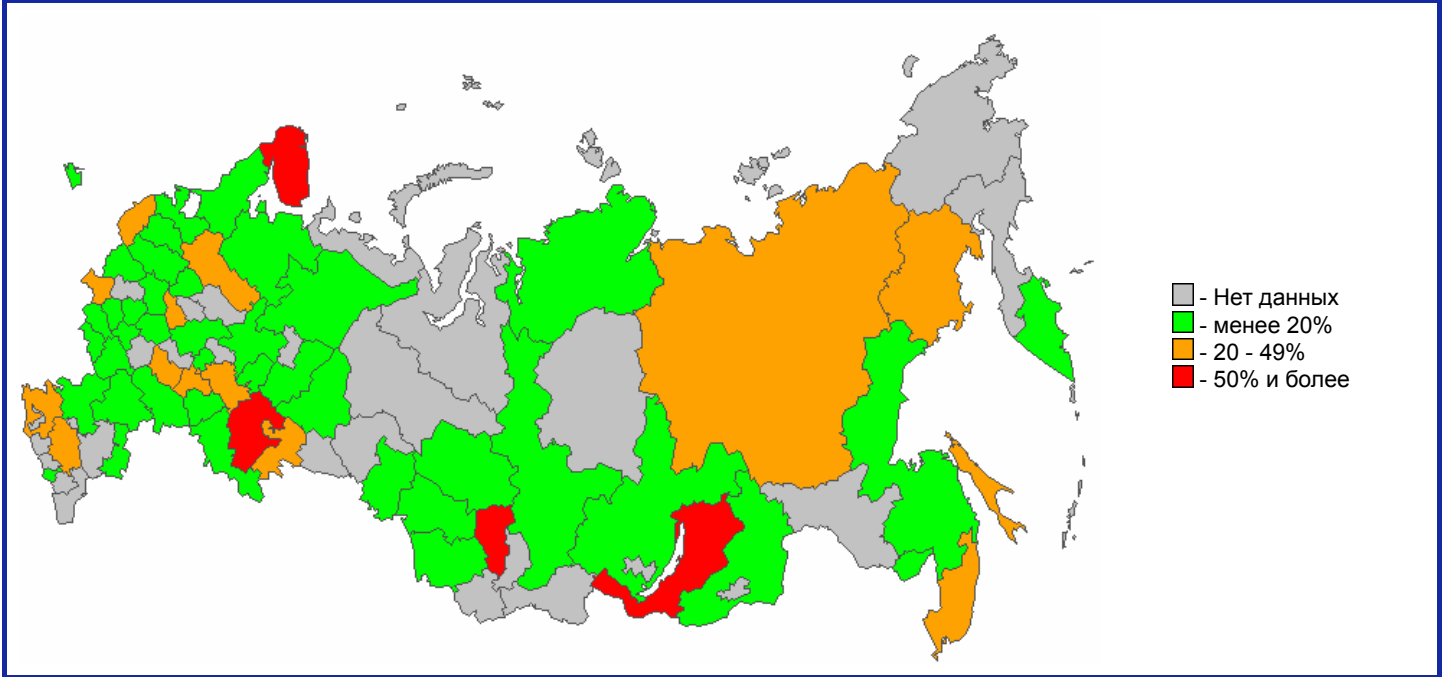 - Нет данных
- менее 20%
- 20 - 49%
- 50% и более